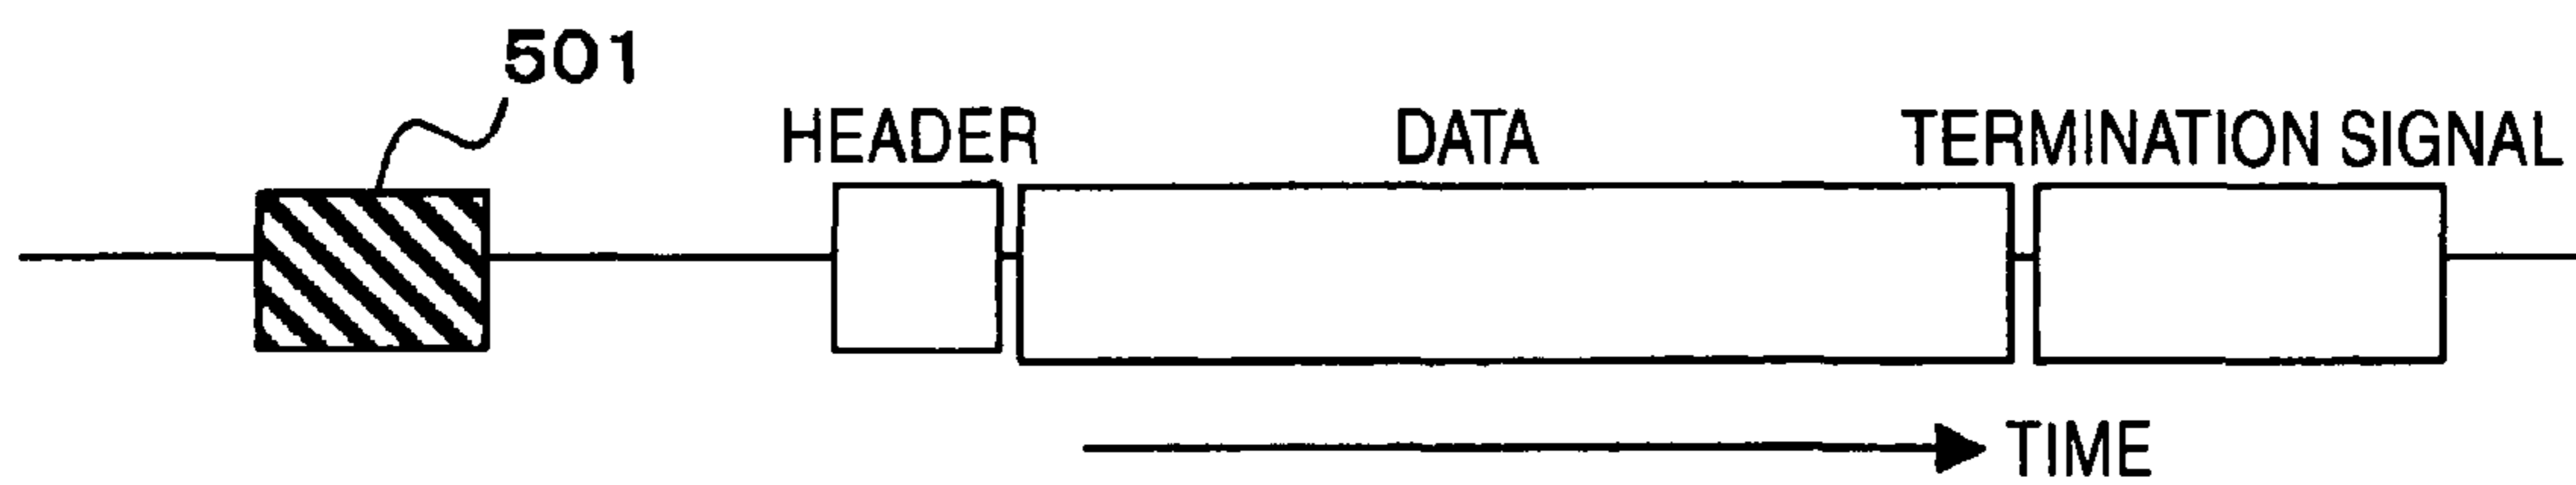 501
HEADER DATA TERMINATION SIGNAL
TIME